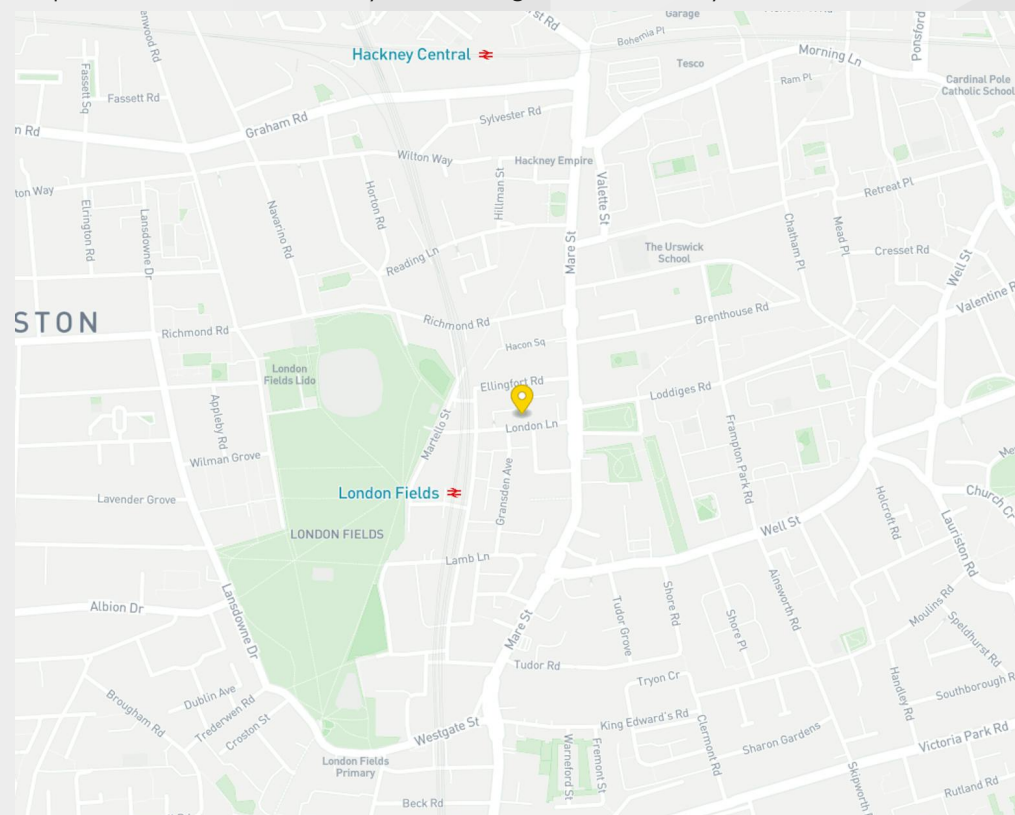 Hackney Central
Bohemia Pl
Garage
Tesco
Morning Ln
Ponsford
Cardinal Pole
Catholic School
Ram Pl
enwood Rd
Fassett Sq
Fassett Rd
n Rd
Graham Rd
Sylvester Rd
Wilton Way
Hackney Empire
ton Way
Elrington Rd
Lansdowne Dr
Navarino Rd
Horton Rd
Hillman St
Valette St
Retreat Pl
Reading Ln
Mare St
The Urswick
School
Chatham Pl
Mead Pl
Cresset Rd
Well St
STON
Richmond Rd
Richmond Rd
Hacon Sq
Brenthouse Rd
London
Fields Lido
Ellingfort Rd
Loddiges Rd
London Ln
Martello St
Appleby Rd
Wilman Grove
Frampton Park Rd
Lavender Grove
London Fields
Gransden Ave
LONDON FIELDS
Well St
Holcroft Rd
Lauriston Rd
Lamb Ln
Albion Dr
Lansdowne Dr
Mare St
Tudor Grove
Shore Rd
Shore Pl
Ainsworth Rd
Moulins Rd
Speldhurst Rd
Tudor Rd
Tryon Cr
Handley Rd
Dublin Ave
Brougham Rd
Trederwen Rd
Croston St
Westgate St
King Edward's Rd
Clermont Rd
Sharon Gardens
Victoria Park Rd
London Fields
Primary
Warneford St
Fremont St
Rutland Rd
Beck Rd